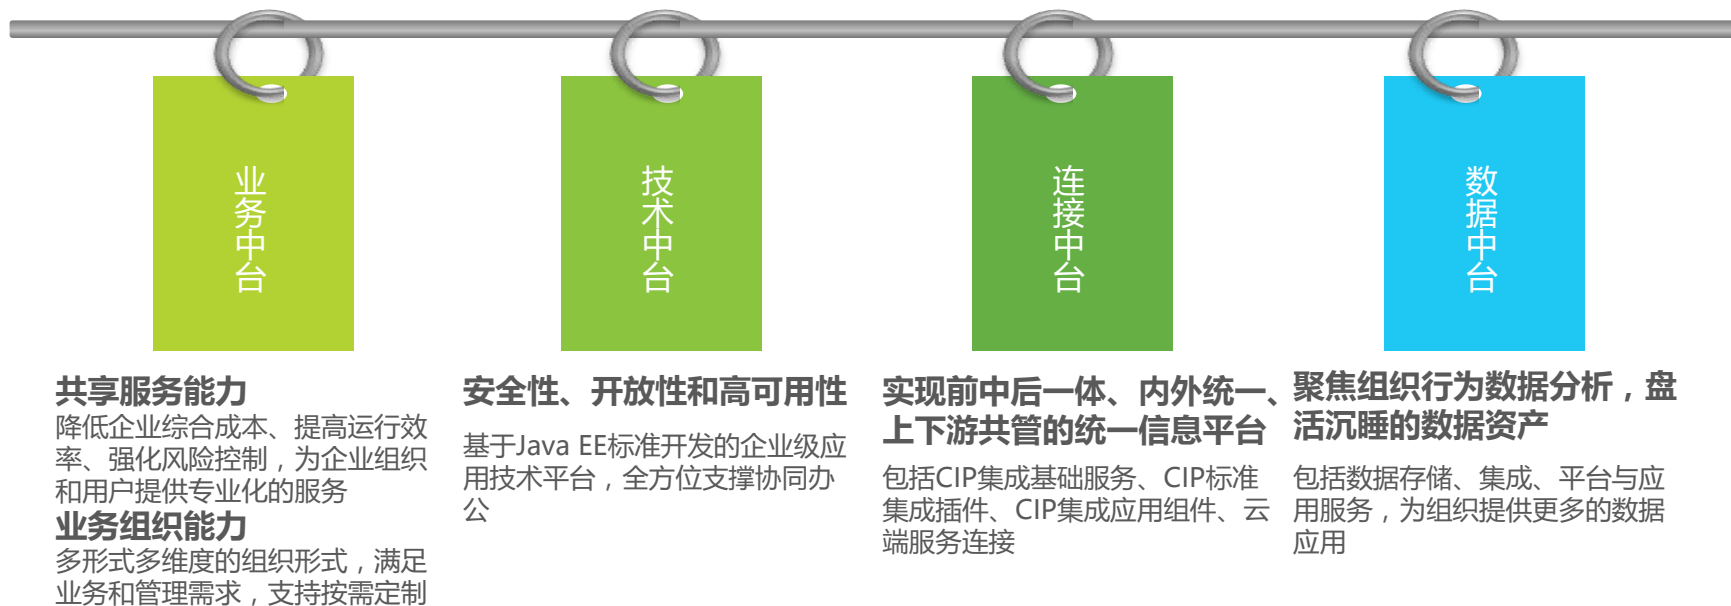 业务中台
共享服务能力
降低企业综合成本、提高运行效
率、强化风险控制，为企业组织
和用户提供专业化的服务
业务组织能力
多形式多维度的组织形式，满足
业务和管理需求，支持按需定制
技术中台
安全性、开放性和高可用性
基于Java EE标准开发的企业级应
用技术平台，全方位支撑协同办
公
连接中台
实现前中后一体、内外统一、
上下游共管的统一信息平台
包括CIP集成基础服务、CIP标准
集成插件、CIP集成应用组件、云
端服务连接
数据中台
聚焦组织行为数据分析，盘
活沉睡的数据资产
包括数据存储、集成、平台与应
用服务，为组织提供更多的数据
应用